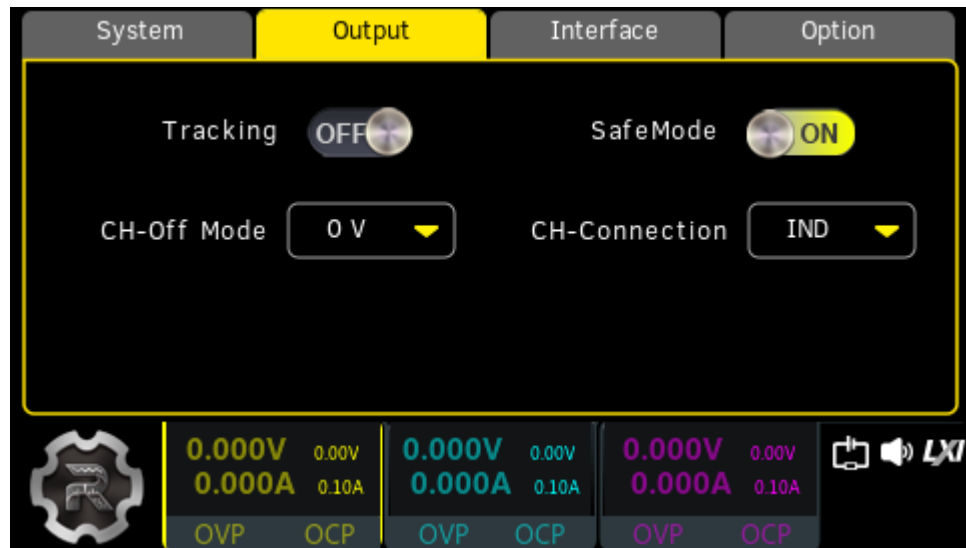 System Output Interface Option
Tracking OFF SafeMode ON
CH-Off Mode 0 V CH-Connection IND
0.000V 0.00V 0.000V 0.00V 0.000V 0.00V
0.000A 0.10A 0.000A 0.10A 0.000A 0.10A
LXI
R
OVP OCP OVP OCP OVP OCP